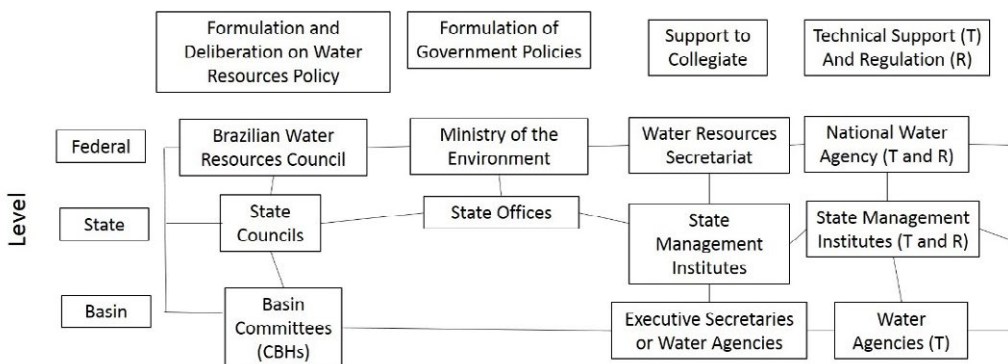 Formulation and
Deliberation on Water
Resources Policy
Formulation of
Government Policies
Support to
Collegiate
Technical Support (T)
And Regulation (R)
Level
Federal
Brazilian Water
Resources Council
Ministry of the
Environment
Water Resources
Secretariat
National Water
Agency (T and R)
State
State
Councils
State Offices
State
Management
Institutes
State Management
Institutes (T and R)
Basin
Basin
Committees
(CBHs)
Executive Secretaries
or Water Agencies
Water
Agencies (T)